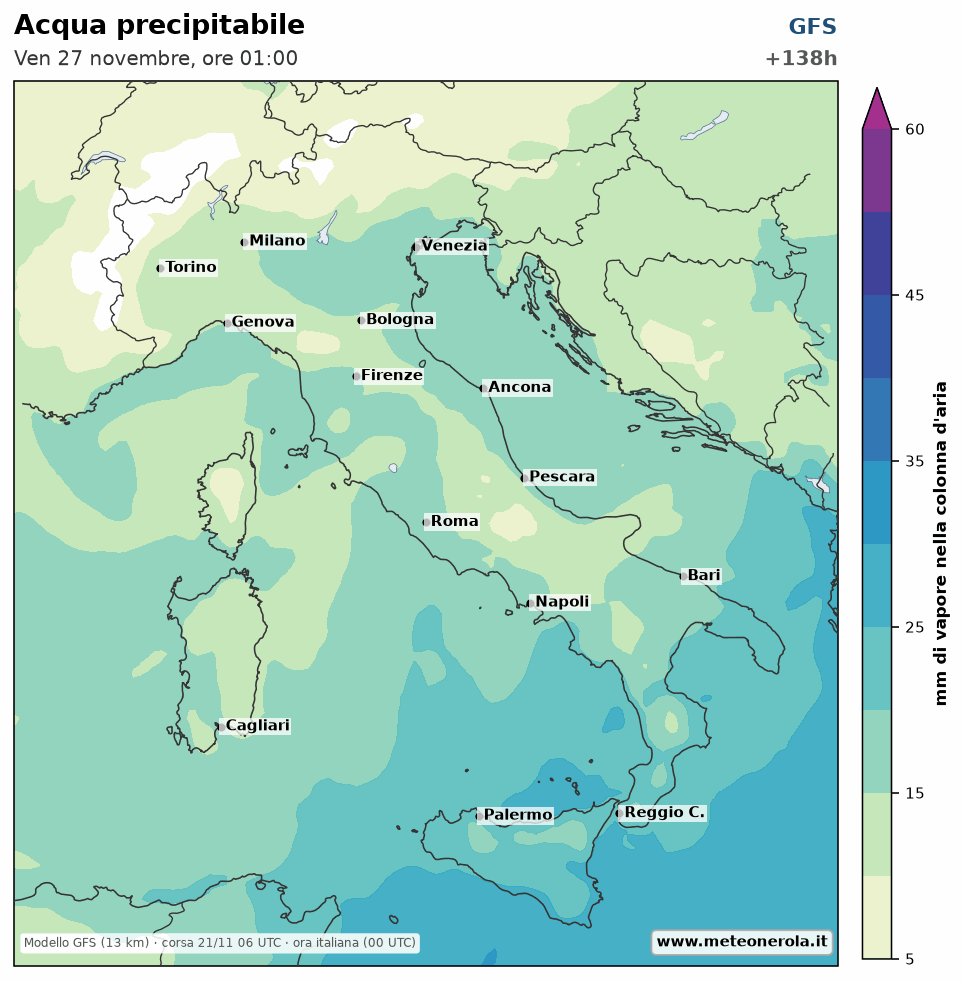 Acqua precipitabile
GFS
Ven 27 novembre, ore 01:00
+138h
60
45
35
25
15
5
mm di vapore nella colonna d'aria
Milano
Venezia
Torino
Genova
Bologna
Firenze
Ancona
Pescara
Roma
Bari
Napoli
Cagliari
Palermo
Reggio C.
Modello GFS (13 km) · corsa 21/11 06 UTC · ora italiana (00 UTC)
www.meteonerola.it